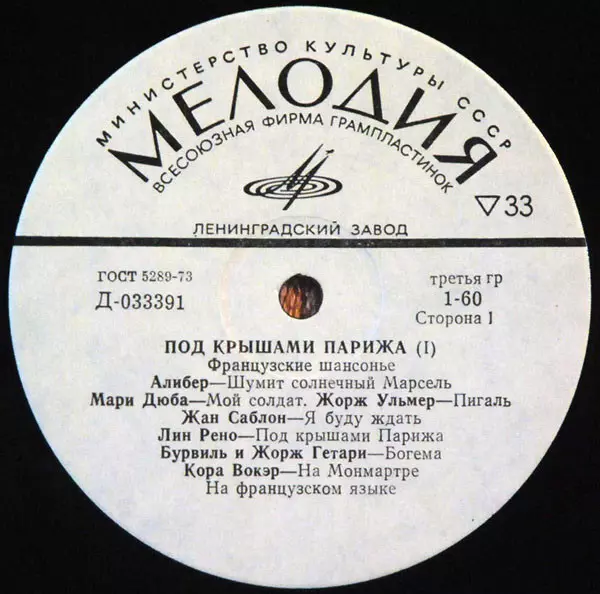 МИНИСТЕРСТВО КУЛЬТУРЫ СССР
МЕЛОДИЯ
ВСЕСОЮЗНАЯ ФИРМА ГРАМПЛАСТИНОК
▽33
ЛЕНИНГРАДСКИЙ ЗАВОД
ГОСТ 5289-73
третья гр
Д-033391
1-60
Сторона I
ПОД КРЫШАМИ ПАРИЖА (I)
Французские шансонье
Алибер—Шумит солнечный Марсель
Мари Дюба—Мой солдат. Жорж Ульмер—Пигаль
Жан Саблон—Я буду ждать
Лин Рено—Под крышами Парижа
Бурвиль и Жорж Гетари—Богема
Кора Вокэр—На Монмартре
На французском языке